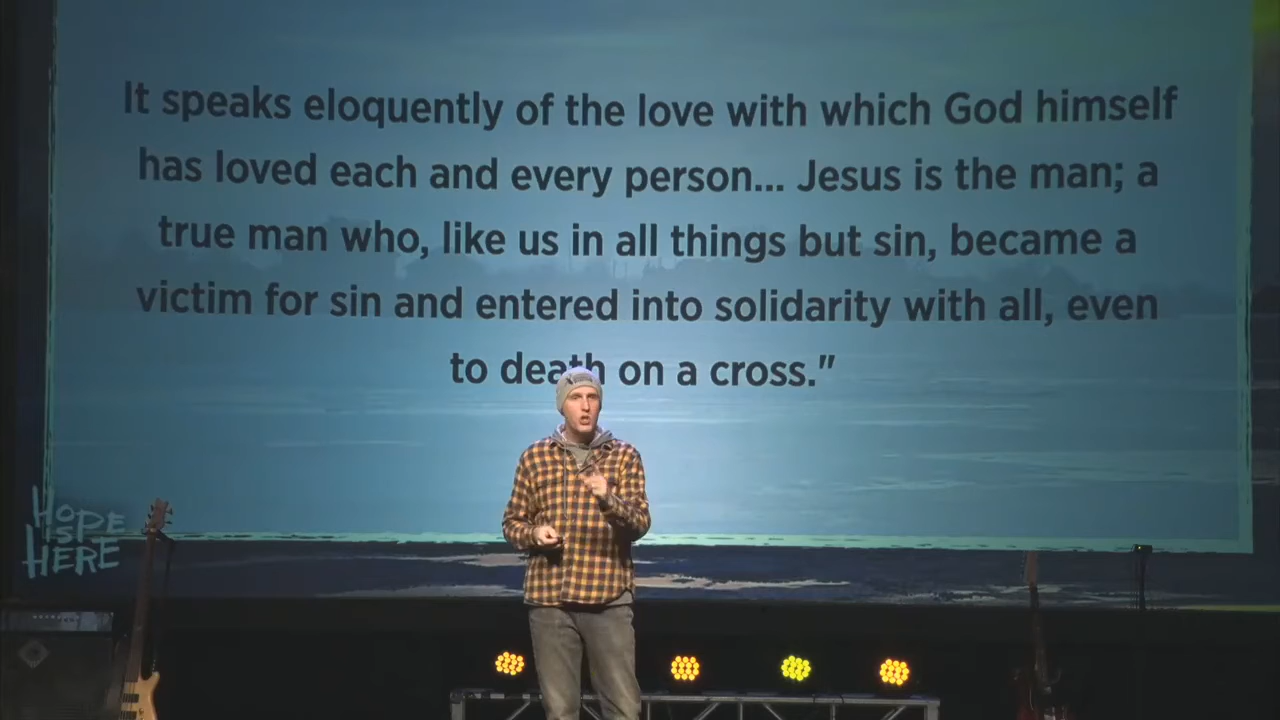 It speaks eloquently of the love with which God himself
has loved each and every person... Jesus is the man; a
true man who, like us in all things but sin, became a
victim for sin and entered into solidarity with all, even
to death on a cross."
HOPE
IS
HERE